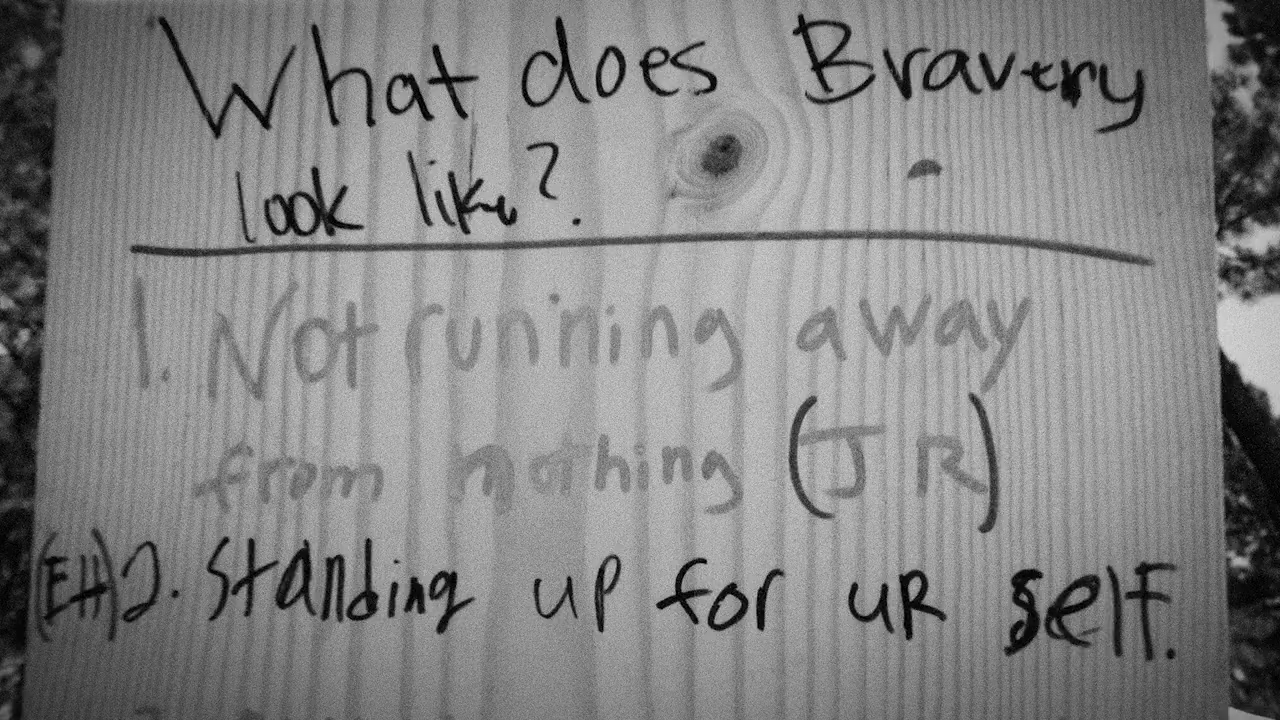 What does Bravery
look like?
1. Not running away
from nothing (JR)
(EH) 2. Standing up for uR self.